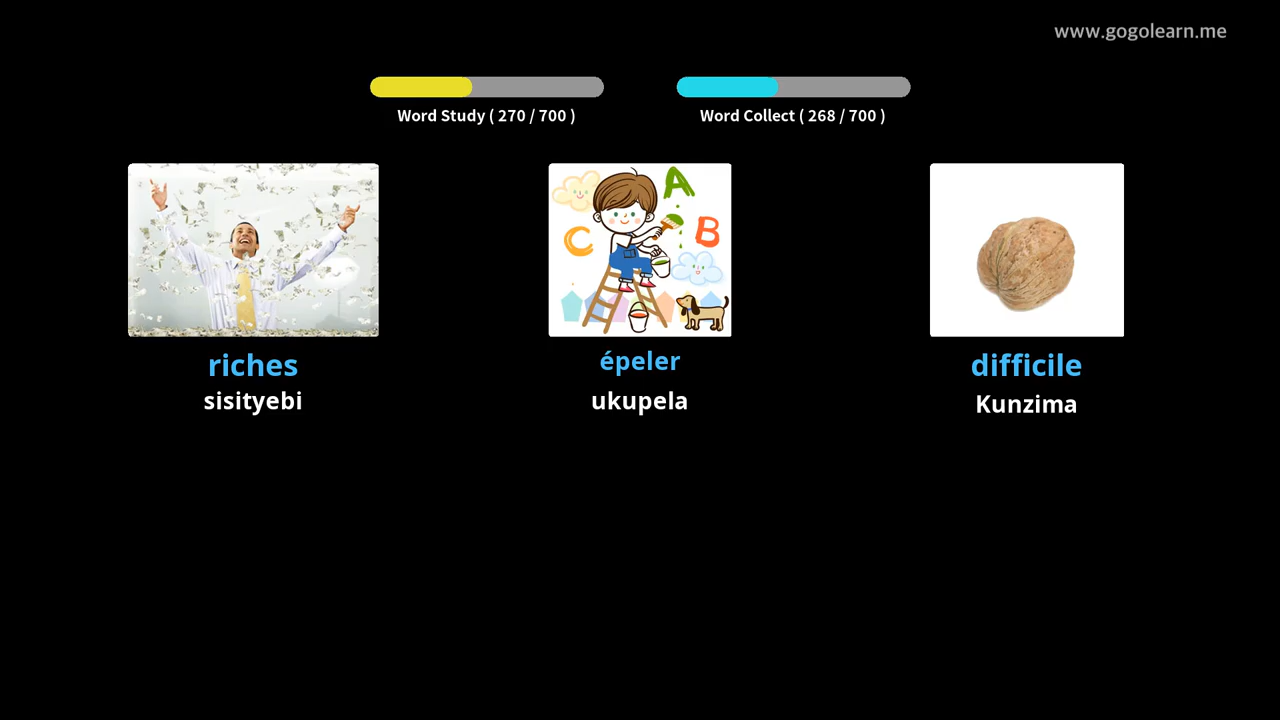 www.gogolearn.me
Word Study ( 270 / 700 )
Word Collect ( 268 / 700 )
A
B
C
riches
épeler
difficile
sisityebi
ukupela
Kunzima